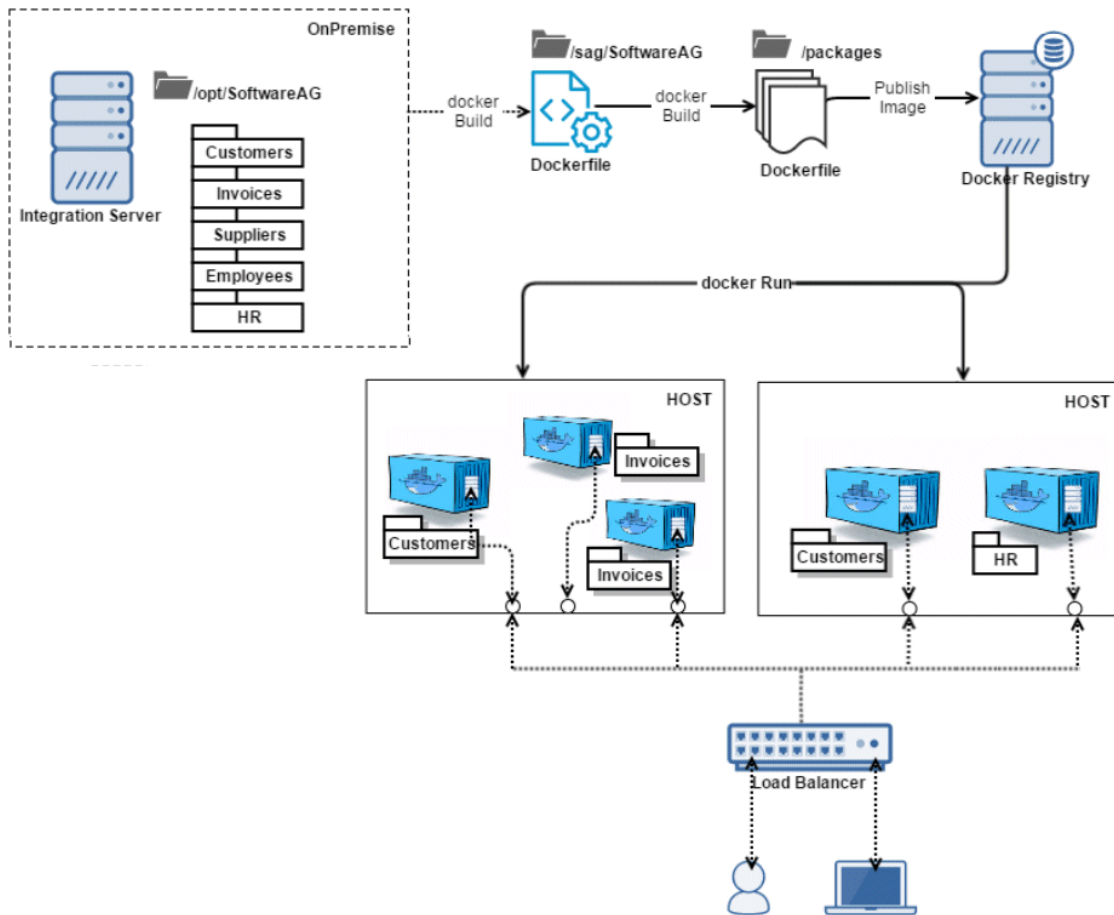 OnPremise
/opt/SoftwareAG
Customers
Invoices
Suppliers
Employees
HR
Integration Server
docker
Build
/sag/SoftwareAG
Dockerfile
docker
Build
/packages
Dockerfile
Publish
Image
Docker Registry
docker Run
HOST
Invoices
Customers
Invoices
HOST
Customers
HR
Load Balancer